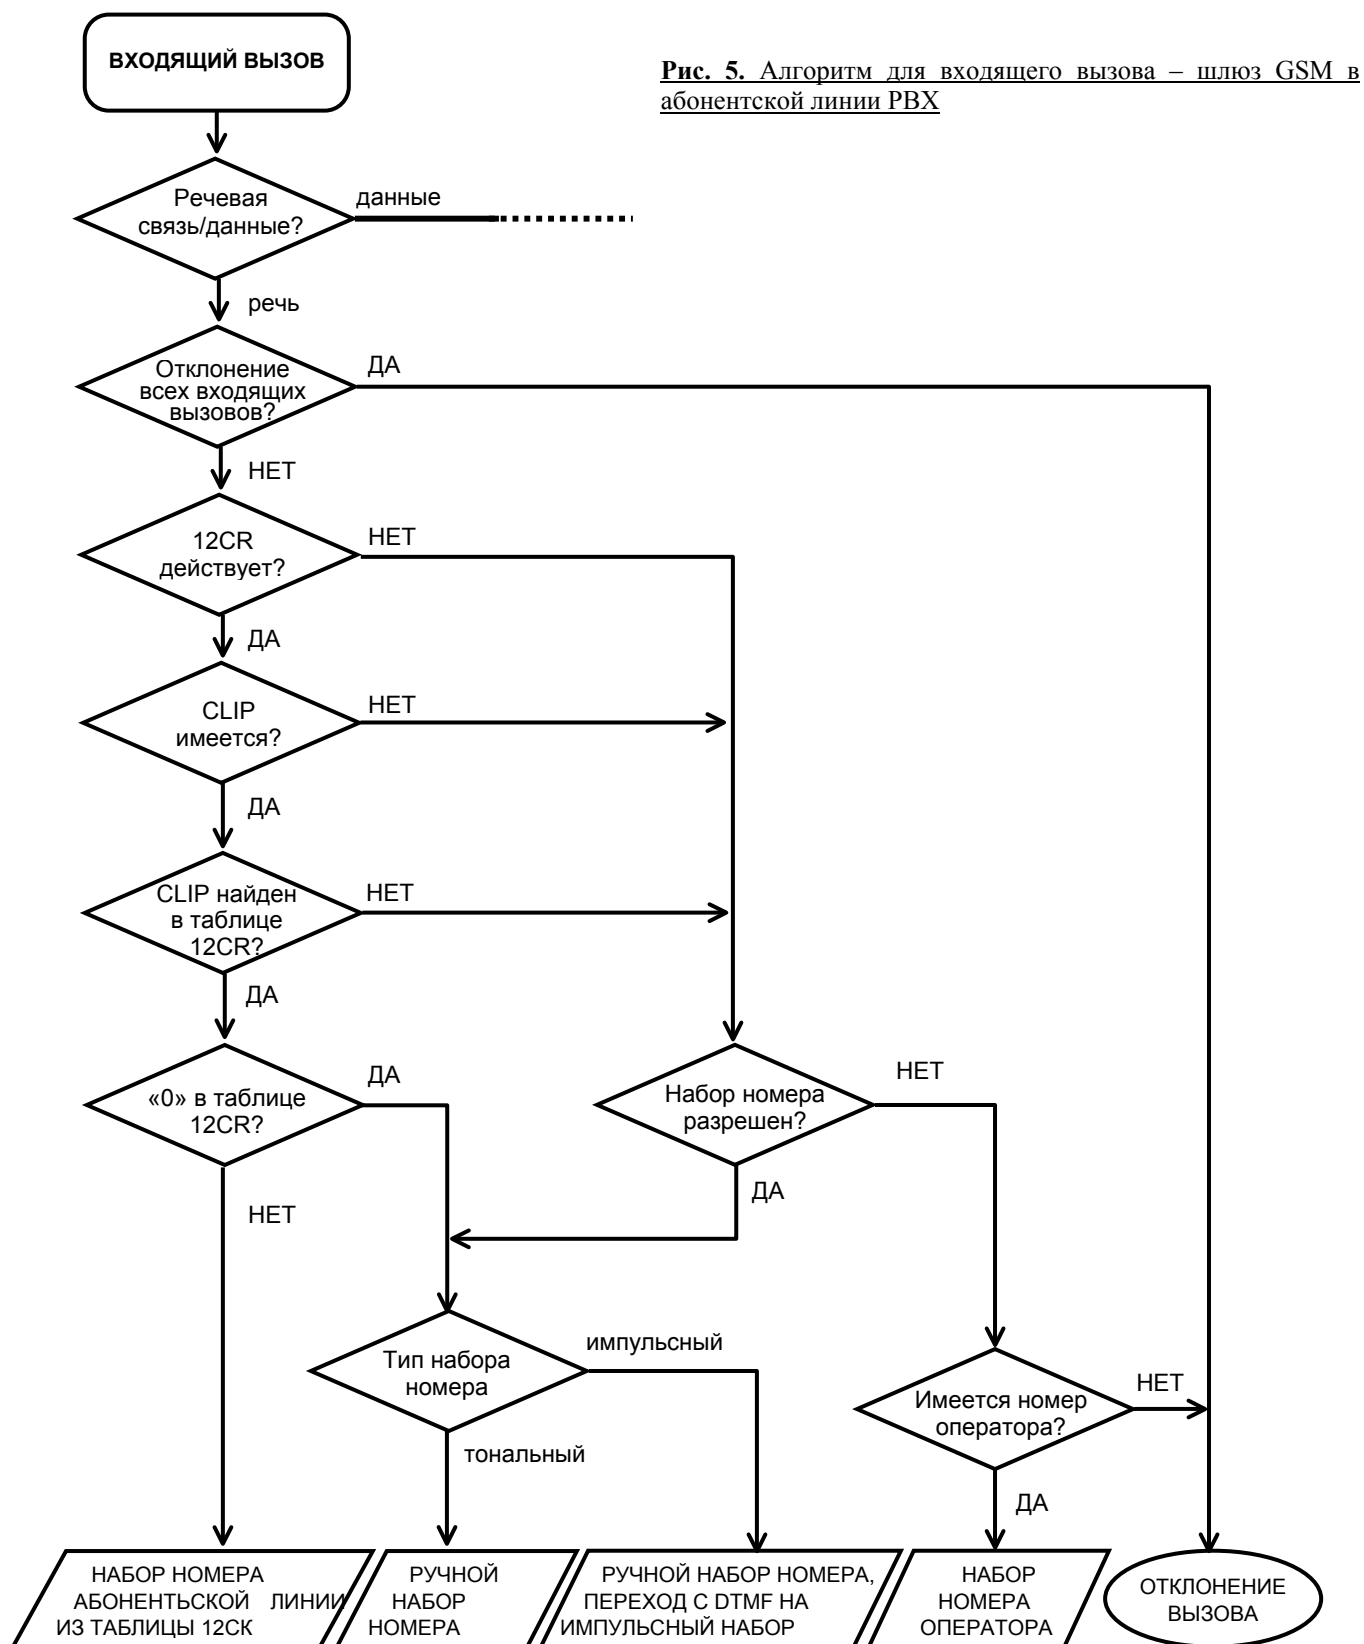 ВХОДЯЩИЙ ВЫЗОВ
Рис. 5. Алгоритм для входящего вызова – шлюз GSM в
абонентской линии PBX
Речевая
связь/данные?
данные
речь
Отклонение
всех входящих
вызовов?
ДА
НЕТ
12CR
действует?
НЕТ
ДА
CLIP
имеется?
НЕТ
ДА
CLIP найден
в таблице
12CR?
НЕТ
ДА
«0» в таблице
12CR?
ДА
НЕТ
Набор номера
разрешен?
НЕТ
ДА
Тип набора
номера
импульсный
тональный
Имеется номер
оператора?
НЕТ
ДА
НАБОР НОМЕРА
АБОНЕНТЬСКОЙ ЛИНИИ
ИЗ ТАБЛИЦЫ 12СК
РУЧНОЙ
НАБОР
НОМЕРА
РУЧНОЙ НАБОР НОМЕРА,
ПЕРЕХОД С DTMF НА
ИМПУЛЬСНЫЙ НАБОР
НАБОР
НОМЕРА
ОПЕРАТОРА
ОТКЛОНЕНИЕ
ВЫЗОВА